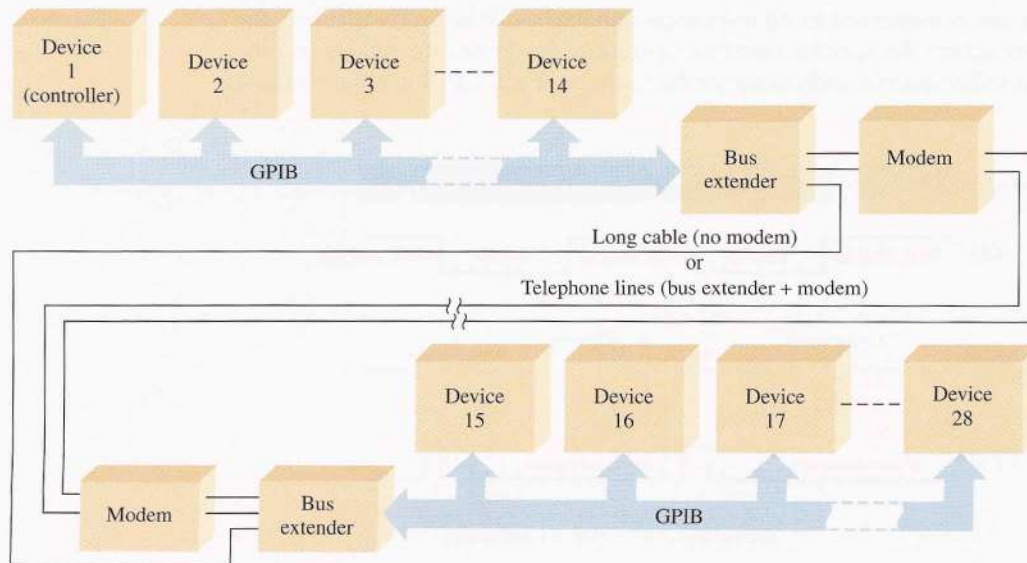 Device
1
(controller)
Device
2
Device
3
Device
14
GPIB
Bus
extender
Modem
Long cable (no modem)
or
Telephone lines (bus extender + modem)
Device
15
Device
16
Device
17
Device
28
Modem
Bus
extender
GPIB